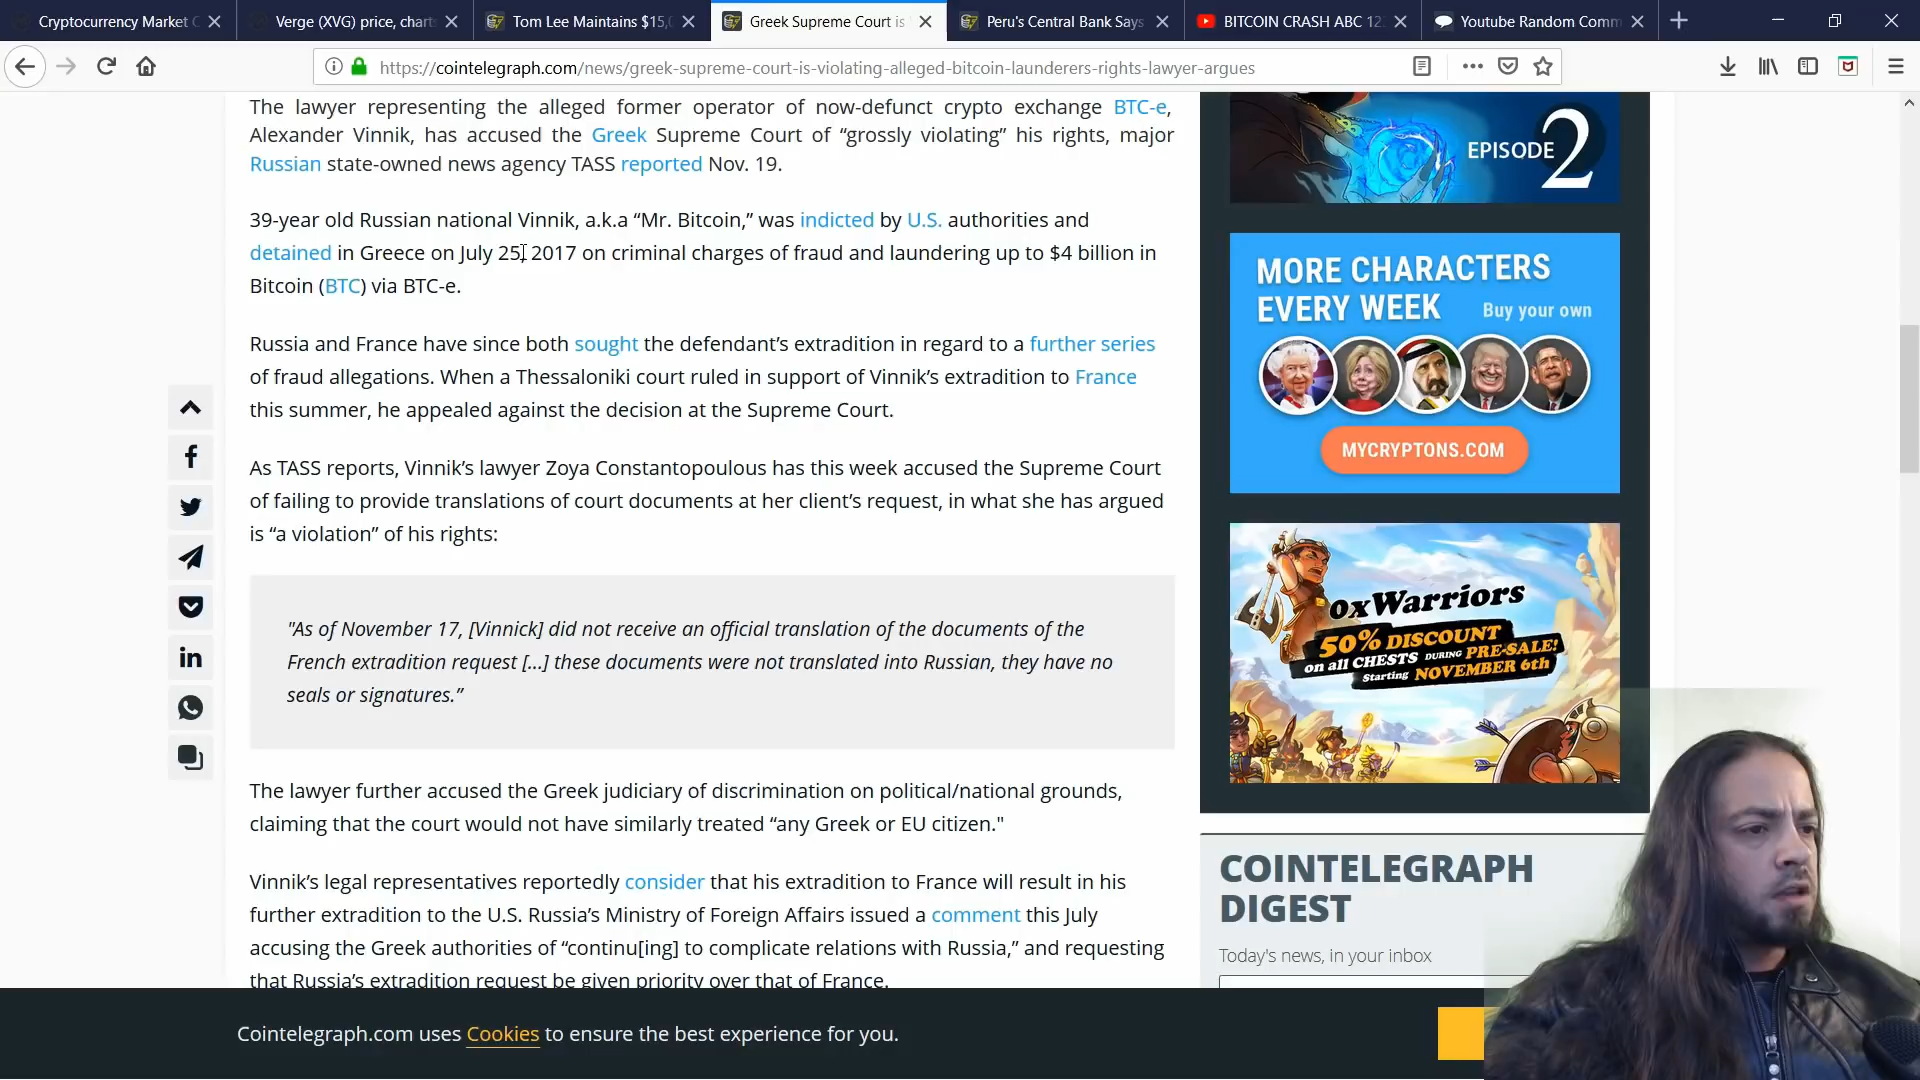 Cryptocurrency Market C
Verge (XVG) price, charts
Tom Lee Maintains $15,0
Greek Supreme Court is
Peru's Central Bank Says
BITCOIN CRASH ABC 12
Youtube Random Comm
https://cointelegraph.com/news/greek-supreme-court-is-violating-alleged-bitcoin-launderers-rights-lawyer-argues
The lawyer representing the alleged former operator of now-defunct crypto exchange BTC-e,
Alexander Vinnik, has accused the Greek Supreme Court of “grossly violating” his rights, major
Russian state-owned news agency TASS reported Nov. 19.
39-year old Russian national Vinnik, a.k.a “Mr. Bitcoin,” was indicted by U.S. authorities and
detained in Greece on July 25, 2017 on criminal charges of fraud and laundering up to $4 billion in
Bitcoin (BTC) via BTC-e.
Russia and France have since both sought the defendant’s extradition in regard to a further series
of fraud allegations. When a Thessaloniki court ruled in support of Vinnik’s extradition to France
this summer, he appealed against the decision at the Supreme Court.
As TASS reports, Vinnik’s lawyer Zoya Constantopoulous has this week accused the Supreme Court
of failing to provide translations of court documents at her client’s request, in what she has argued
is “a violation” of his rights:
"As of November 17, [Vinnick] did not receive an official translation of the documents of the
French extradition request [...] these documents were not translated into Russian, they have no
seals or signatures.”
The lawyer further accused the Greek judiciary of discrimination on political/national grounds,
claiming that the court would not have similarly treated “any Greek or EU citizen."
Vinnik’s legal representatives reportedly consider that his extradition to France will result in his
further extradition to the U.S. Russia’s Ministry of Foreign Affairs issued a comment this July
accusing the Greek authorities of “continu[ing] to complicate relations with Russia,” and requesting
that Russia’s extradition request be given priority over that of France.
EPISODE 2
MORE CHARACTERS
EVERY WEEK
Buy your own
MYCRYPTONS.COM
0xWarriors
50% DISCOUNT
on all CHESTS DURING PRE-SALE!
Starting NOVEMBER 6th
COINTELEGRAPH
DIGEST
Today's news, in your inbox
Cointelegraph.com uses Cookies to ensure the best experience for you.